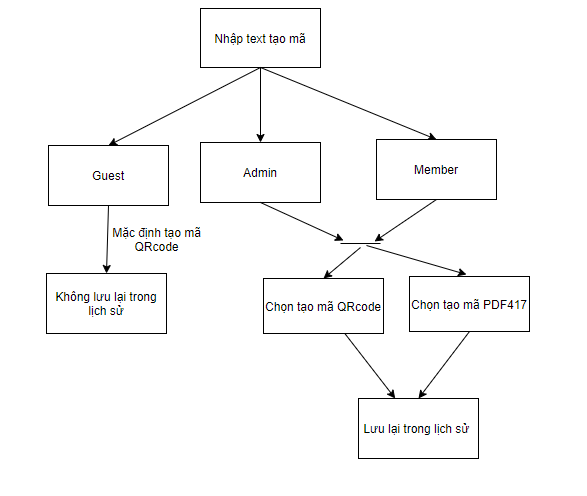 Nhập text tạo mã
Guest
Admin
Member
Mặc định tạo mã
QRcode
Không lưu lại trong
lịch sử
Chọn tạo mã QRcode
Chọn tạo mã PDF417
Lưu lại trong lịch sử